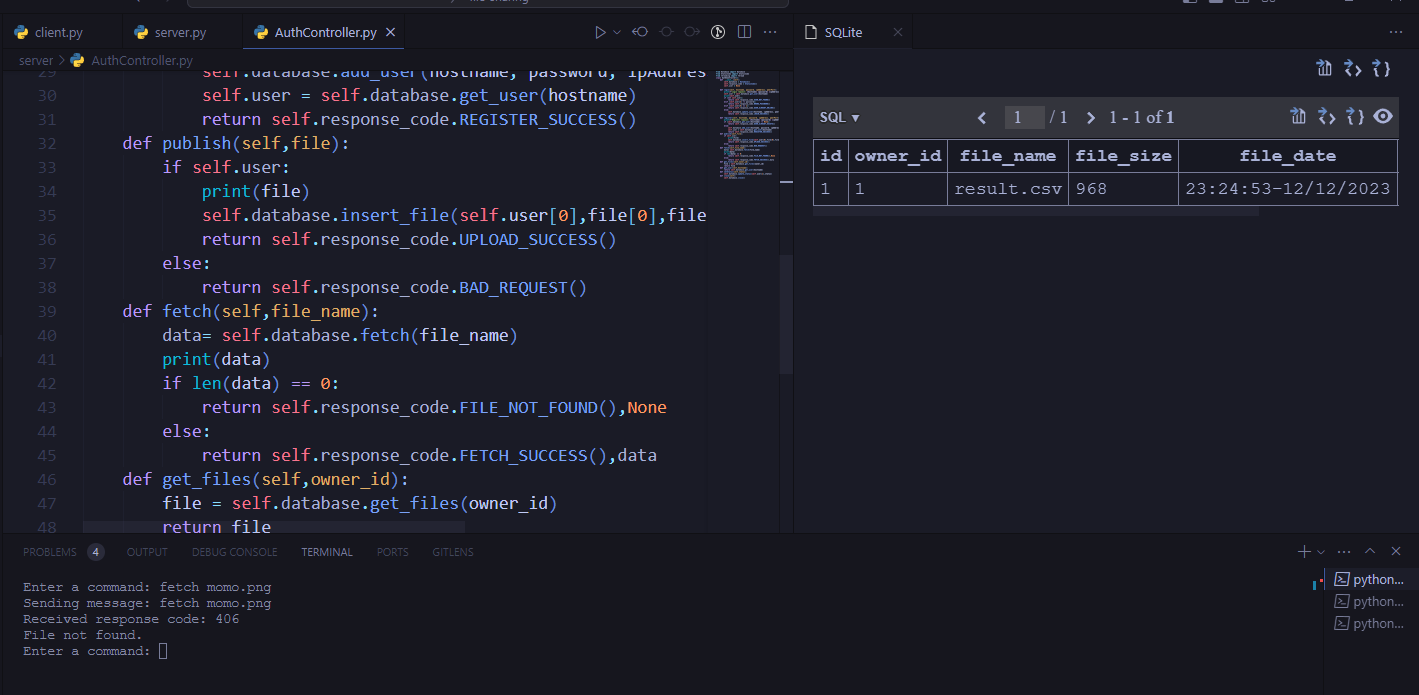 file-sharing
client.py
server.py
AuthController.py
SQLite
server > AuthController.py
29 self.database.add_user(hostname, password, ipAddres
30 self.user = self.database.get_user(hostname)
31 return self.response_code.REGISTER_SUCCESS()
32 def publish(self,file):
33 if self.user:
34 print(file)
35 self.database.insert_file(self.user[0],file[0],file
36 return self.response_code.UPLOAD_SUCCESS()
37 else:
38 return self.response_code.BAD_REQUEST()
39 def fetch(self,file_name):
40 data= self.database.fetch(file_name)
41 print(data)
42 if len(data) == 0:
43 return self.response_code.FILE_NOT_FOUND(),None
44 else:
45 return self.response_code.FETCH_SUCCESS(),data
46 def get_files(self,owner_id):
47 file = self.database.get_files(owner_id)
48 return file
SQL ▼ < 1 / 1 > 1 - 1 of 1
id owner_id file_name file_size file_date
1 1 result.csv 968 23:24:53-12/12/2023
PROBLEMS 4 OUTPUT DEBUG CONSOLE TERMINAL PORTS GITLENS
Enter a command: fetch momo.png
Sending message: fetch momo.png
Received response code: 406
File not found.
Enter a command:
python...
python...
python...